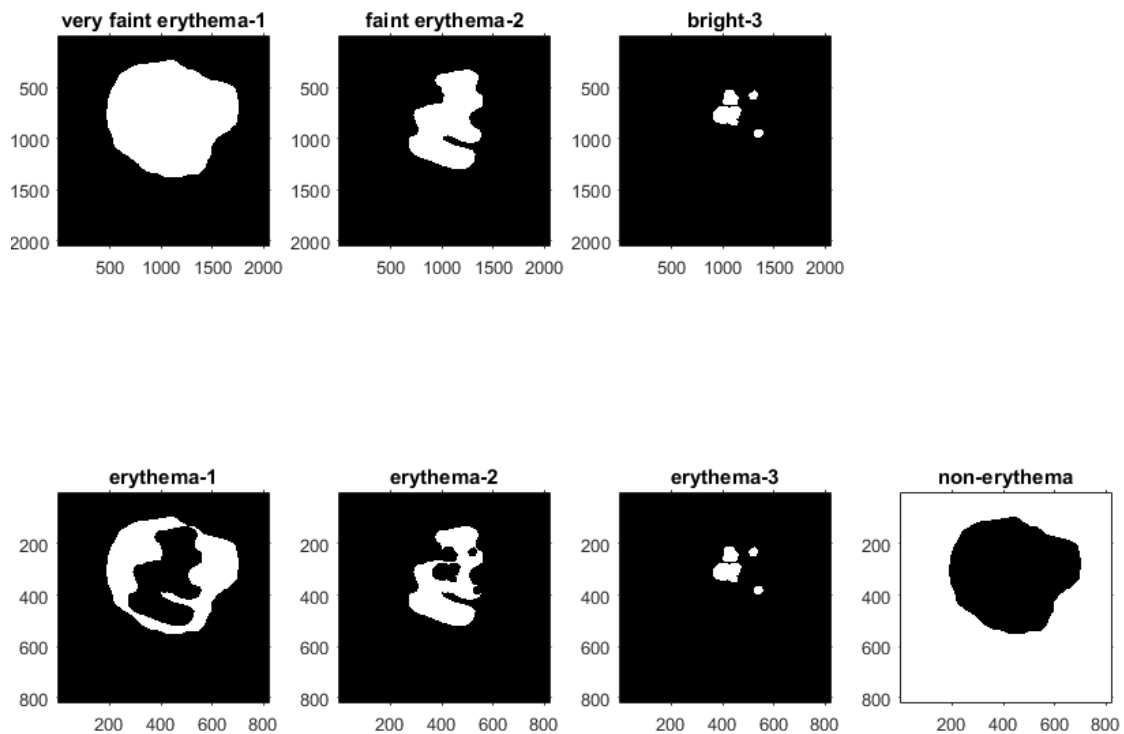 very faint erythema-1 faint erythema-2 bright-3
500 500 500
1000 1000 1000
1500 1500 1500
2000 2000 2000
500 1000 1500 2000 500 1000 1500 2000 500 1000 1500 2000
erythema-1 erythema-2 erythema-3 non-erythema
200 200 200 200
400 400 400 400
600 600 600 600
800 800 800 800
200 400 600 800 200 400 600 800 200 400 600 800 200 400 600 800